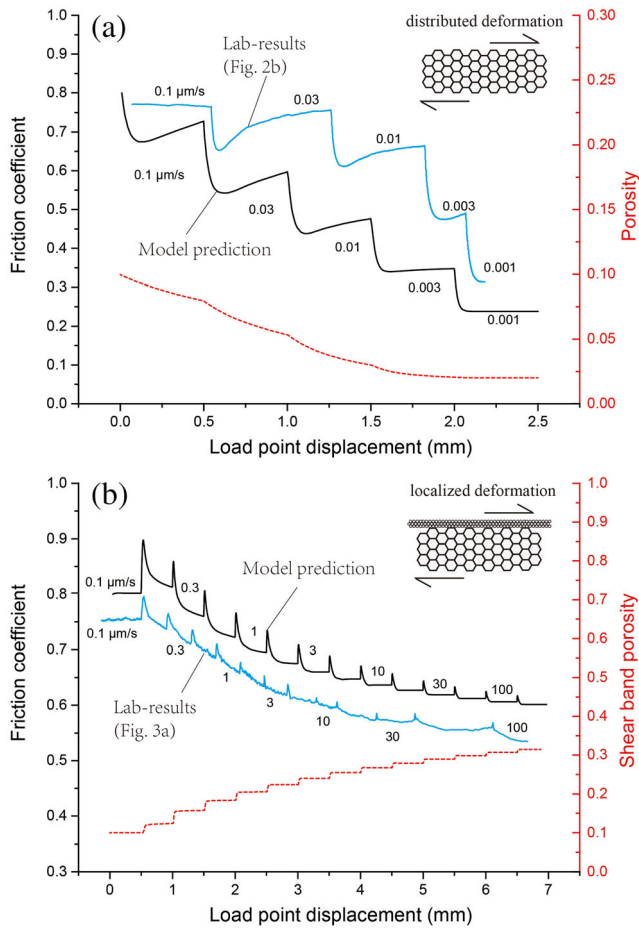 (a)
distributed deformation
Lab-results
(Fig. 2b)
0.1 μm/s
0.03
0.01
0.003
0.001
0.1 μm/s
0.03
0.01
0.003
0.001
Model prediction
Friction coefficient
1.0
0.9
0.8
0.7
0.6
0.5
0.4
0.3
0.2
0.1
0.0
Porosity
0.30
0.25
0.20
0.15
0.10
0.05
0.00
0.0 0.5 1.0 1.5 2.0 2.5
Load point displacement (mm)
(b)
localized deformation
Model prediction
0.1 μm/s
0.3
1
3
10
30
100
0.1 μm/s
0.3
1
3
10
30
100
Lab-results
(Fig. 3a)
Friction coefficient
1.0
0.9
0.8
0.7
0.6
0.5
0.4
0.3
Shear band porosity
1.0
0.9
0.8
0.7
0.6
0.5
0.4
0.3
0.2
0.1
0.0
0 1 2 3 4 5 6 7
Load point displacement (mm)